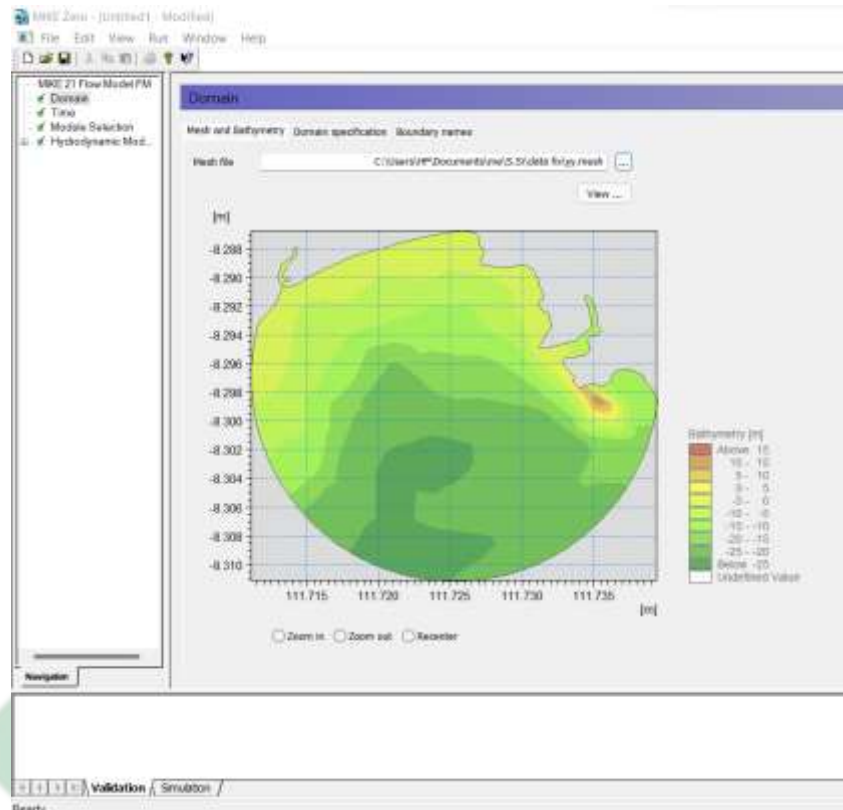 MIKE Zero - [Untitled1 - Modified]
File Edit View Run Window Help
MIKE 21 Flow Model FM
Domain
Time
Module Selection
Hydrodynamic Mod...
Domain
Mesh and Bathymetry Domain specification Boundary names
Mesh file
...
View ...
[m]
-8.288
-8.290
-8.292
-8.294
-8.296
-8.298
-8.300
-8.302
-8.304
-8.306
-8.308
-8.310
111.715 111.720 111.725 111.730 111.735
[m]
Bathymetry [m]
Above 15
10 - 15
5 - 10
0 - 5
-5 - 0
-10 - -5
-15 - -10
-20 - -15
-25 - -20
Below -25
Undefined Value
Zoom in Zoom out Recenter
Navigation
Validation Simulation
Ready